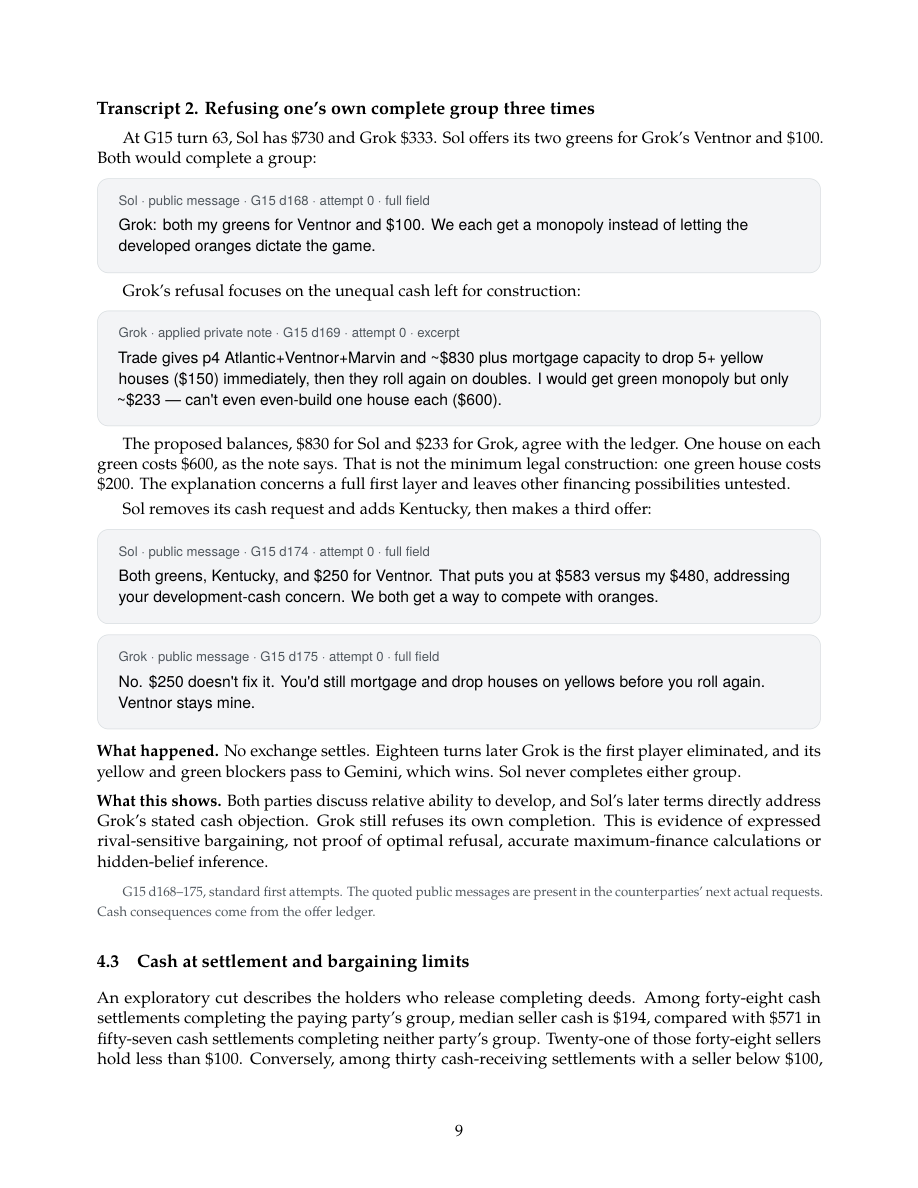 Transcript 2. Refusing one's own complete group three times
At G15 turn 63, Sol has $730 and Grok $333. Sol offers its two greens for Grok's Ventnor and $100.
Both would complete a group:
Sol · public message · G15 d168 · attempt 0 · full field
Grok: both my greens for Ventnor and $100. We each get a monopoly instead of letting the
developed oranges dictate the game.
Grok's refusal focuses on the unequal cash left for construction:
Grok · applied private note · G15 d169 · attempt 0 · excerpt
Trade gives p4 Atlantic+Ventnor+Marvin and ~$830 plus mortgage capacity to drop 5+ yellow
houses ($150) immediately, then they roll again on doubles. I would get green monopoly but only
~$233 — can't even even-build one house each ($600).
The proposed balances, $830 for Sol and $233 for Grok, agree with the ledger. One house on each
green costs $600, as the note says. That is not the minimum legal construction: one green house costs
$200. The explanation concerns a full first layer and leaves other financing possibilities untested.
Sol removes its cash request and adds Kentucky, then makes a third offer:
Sol · public message · G15 d174 · attempt 0 · full field
Both greens, Kentucky, and $250 for Ventnor. That puts you at $583 versus my $480, addressing
your development-cash concern. We both get a way to compete with oranges.
Grok · public message · G15 d175 · attempt 0 · full field
No. $250 doesn't fix it. You'd still mortgage and drop houses on yellows before you roll again.
Ventnor stays mine.
What happened. No exchange settles. Eighteen turns later Grok is the first player eliminated, and its
yellow and green blockers pass to Gemini, which wins. Sol never completes either group.
What this shows. Both parties discuss relative ability to develop, and Sol's later terms directly address
Grok's stated cash objection. Grok still refuses its own completion. This is evidence of expressed
rival-sensitive bargaining, not proof of optimal refusal, accurate maximum-finance calculations or
hidden-belief inference.
G15 d168–175, standard first attempts. The quoted public messages are present in the counterparties' next actual requests.
Cash consequences come from the offer ledger.
4.3 Cash at settlement and bargaining limits
An exploratory cut describes the holders who release completing deeds. Among forty-eight cash
settlements completing the paying party's group, median seller cash is $194, compared with $571 in
fifty-seven cash settlements completing neither party's group. Twenty-one of those forty-eight sellers
hold less than $100. Conversely, among thirty cash-receiving settlements with a seller below $100,
9